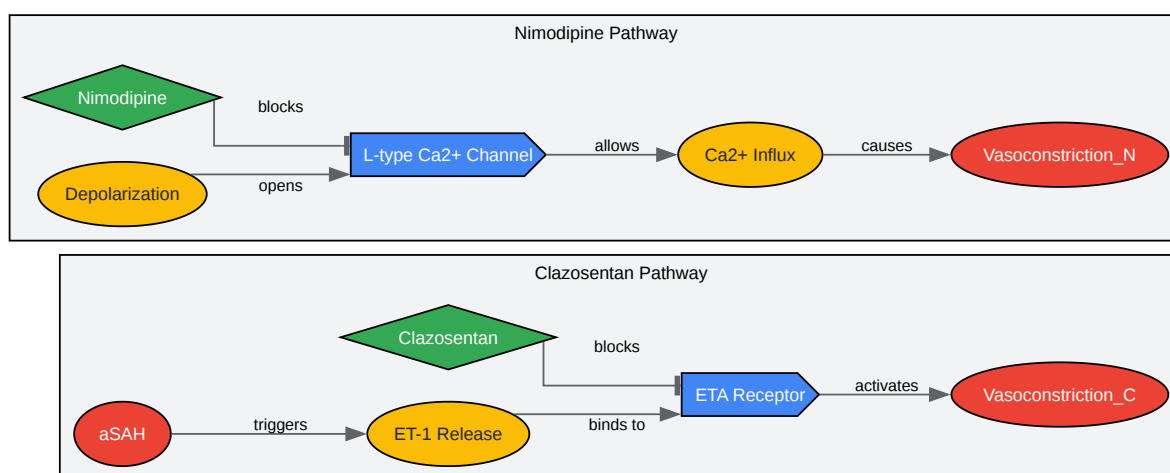 Nimodipine Pathway
Nimodipine
blocks
L-type Ca2+ Channel
allows
Ca2+ Influx
causes
Vasoconstriction_N
Depolarization
opens
Clazosentan Pathway
Clazosentan
blocks
ETA Receptor
activates
Vasoconstriction_C
aSAH
triggers
ET-1 Release
binds to